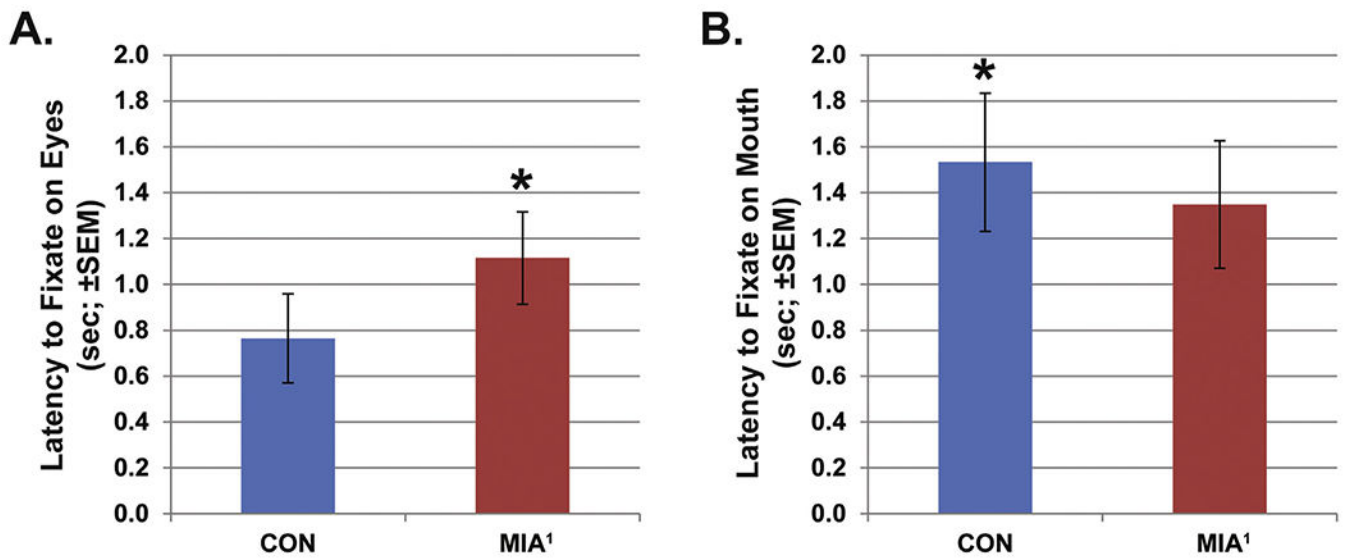 A.
Latency to Fixate on Eyes
(sec; ±SEM)
2.0
1.8
1.6
1.4
1.2
1.0
0.8
0.6
0.4
0.2
0.0
*
CON
MIA¹
B.
Latency to Fixate on Mouth
(sec; ±SEM)
2.0
1.8
1.6
1.4
1.2
1.0
0.8
0.6
0.4
0.2
0.0
*
CON
MIA¹